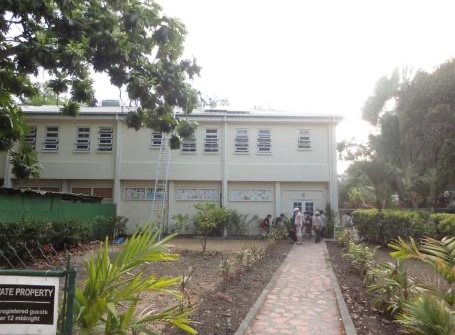 ATE PROPERTY
registered guests
er 12 midnight